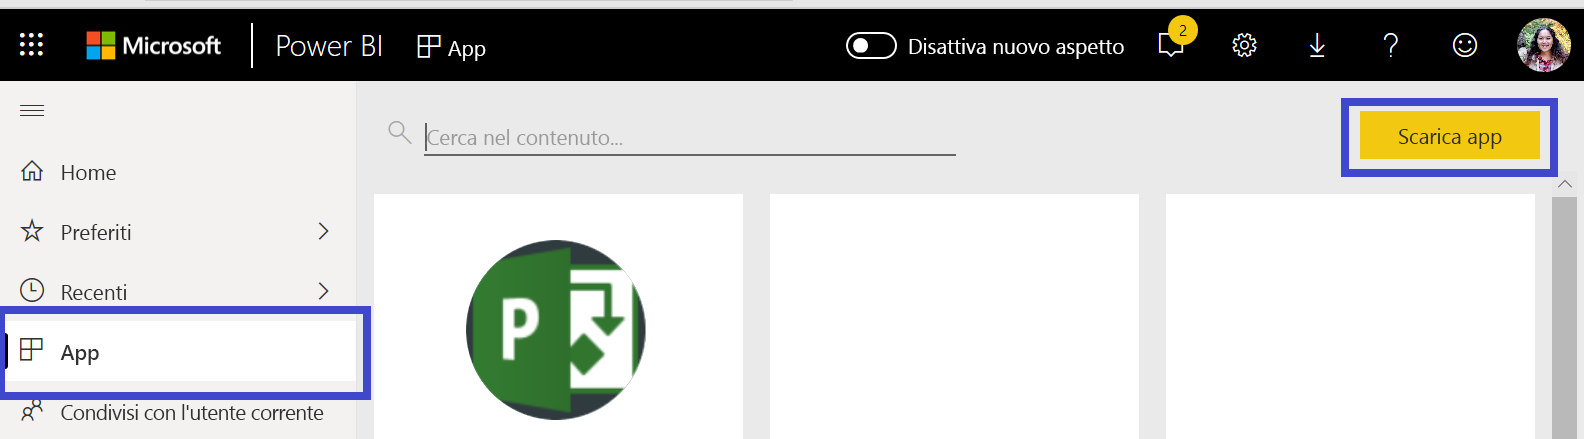 Microsoft Power BI App Disattiva nuovo aspetto 2
Cerca nel contenuto... Scarica app
Home
Preferiti
Recenti
App
Condivisi con l'utente corrente
P